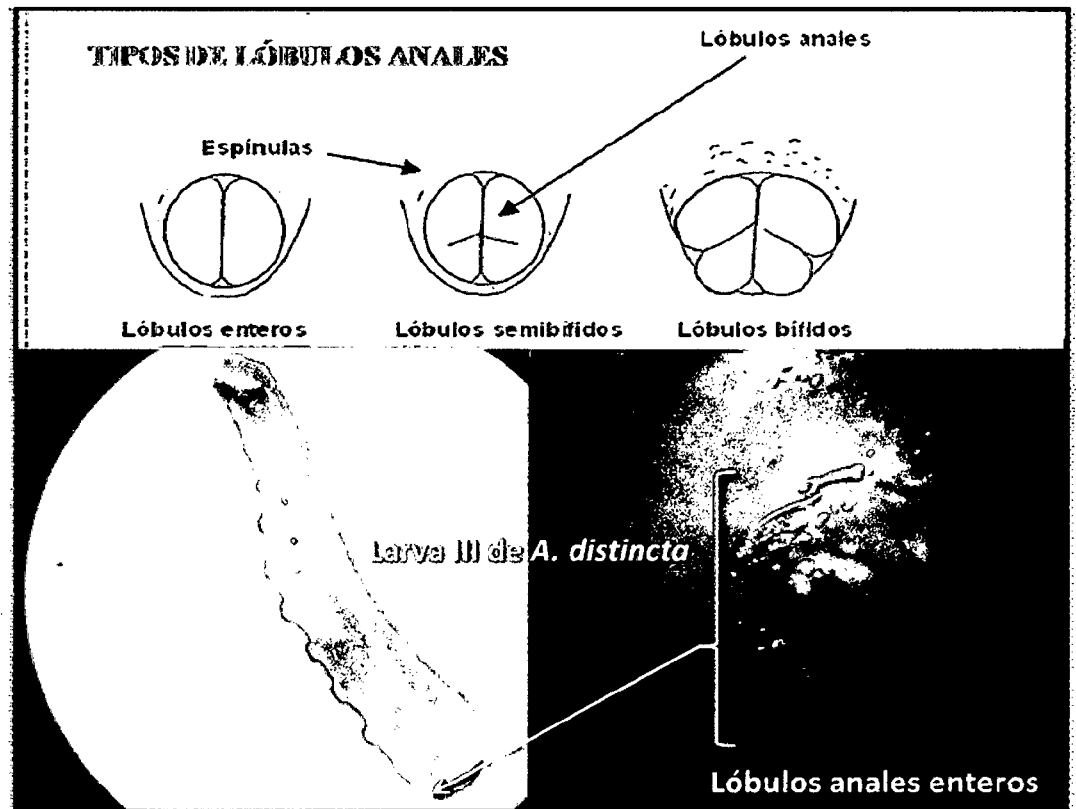 TIPOS DE LÓBULOS ANALES
Lóbulos anales
Espínulas
Lóbulos enteros
Lóbulos semibífidos
Lóbulos bífidos
Larva III de A. distincta
Lóbulos anales enteros